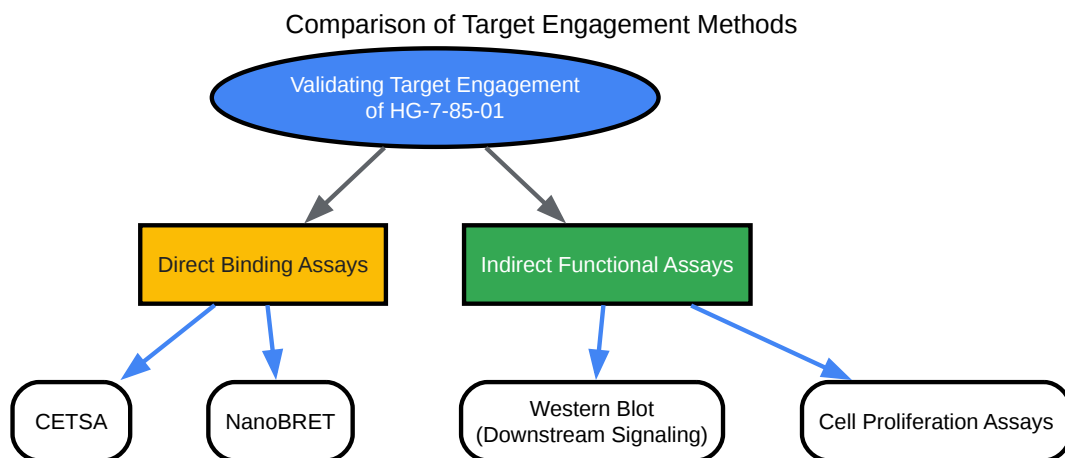 Comparison of Target Engagement Methods
Validating Target Engagement
of HG-7-85-01
Direct Binding Assays
Indirect Functional Assays
CETSA
NanoBRET
Western Blot
(Downstream Signaling)
Cell Proliferation Assays